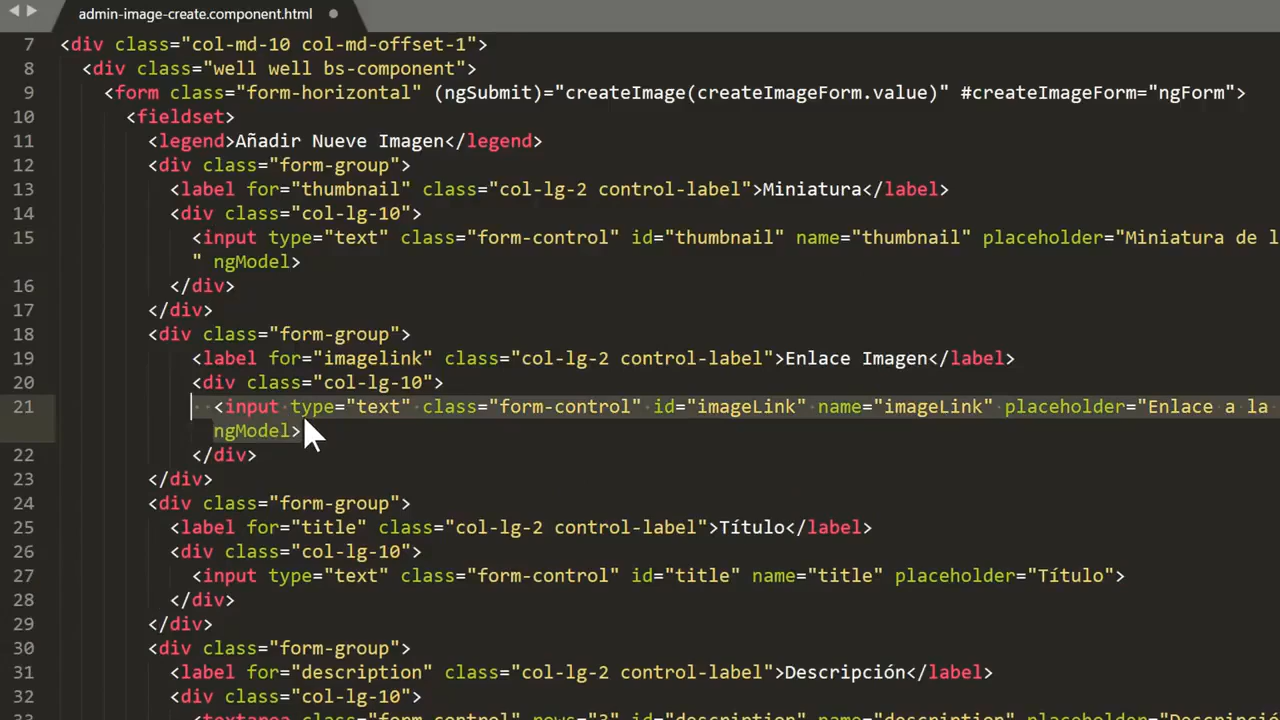 admin-image-create.component.html
7 <div class="col-md-10 col-md-offset-1">
8 <div class="well well bs-component">
9 <form class="form-horizontal" (ngSubmit)="createImage(createImageForm.value)" #createImageForm="ngForm">
10 <fieldset>
11 <legend>Añadir Nueve Imagen</legend>
12 <div class="form-group">
13 <label for="thumbnail" class="col-lg-2 control-label">Miniatura</label>
14 <div class="col-lg-10">
15 <input type="text" class="form-control" id="thumbnail" name="thumbnail" placeholder="Miniatura de l
" ngModel>
16 </div>
17 </div>
18 <div class="form-group">
19 <label for="imagelink" class="col-lg-2 control-label">Enlace Imagen</label>
20 <div class="col-lg-10">
21 <input type="text" class="form-control" id="imageLink" name="imageLink" placeholder="Enlace a la
ngModel>
22 </div>
23 </div>
24 <div class="form-group">
25 <label for="title" class="col-lg-2 control-label">Título</label>
26 <div class="col-lg-10">
27 <input type="text" class="form-control" id="title" name="title" placeholder="Título">
28 </div>
29 </div>
30 <div class="form-group">
31 <label for="description" class="col-lg-2 control-label">Descripción</label>
32 <div class="col-lg-10">